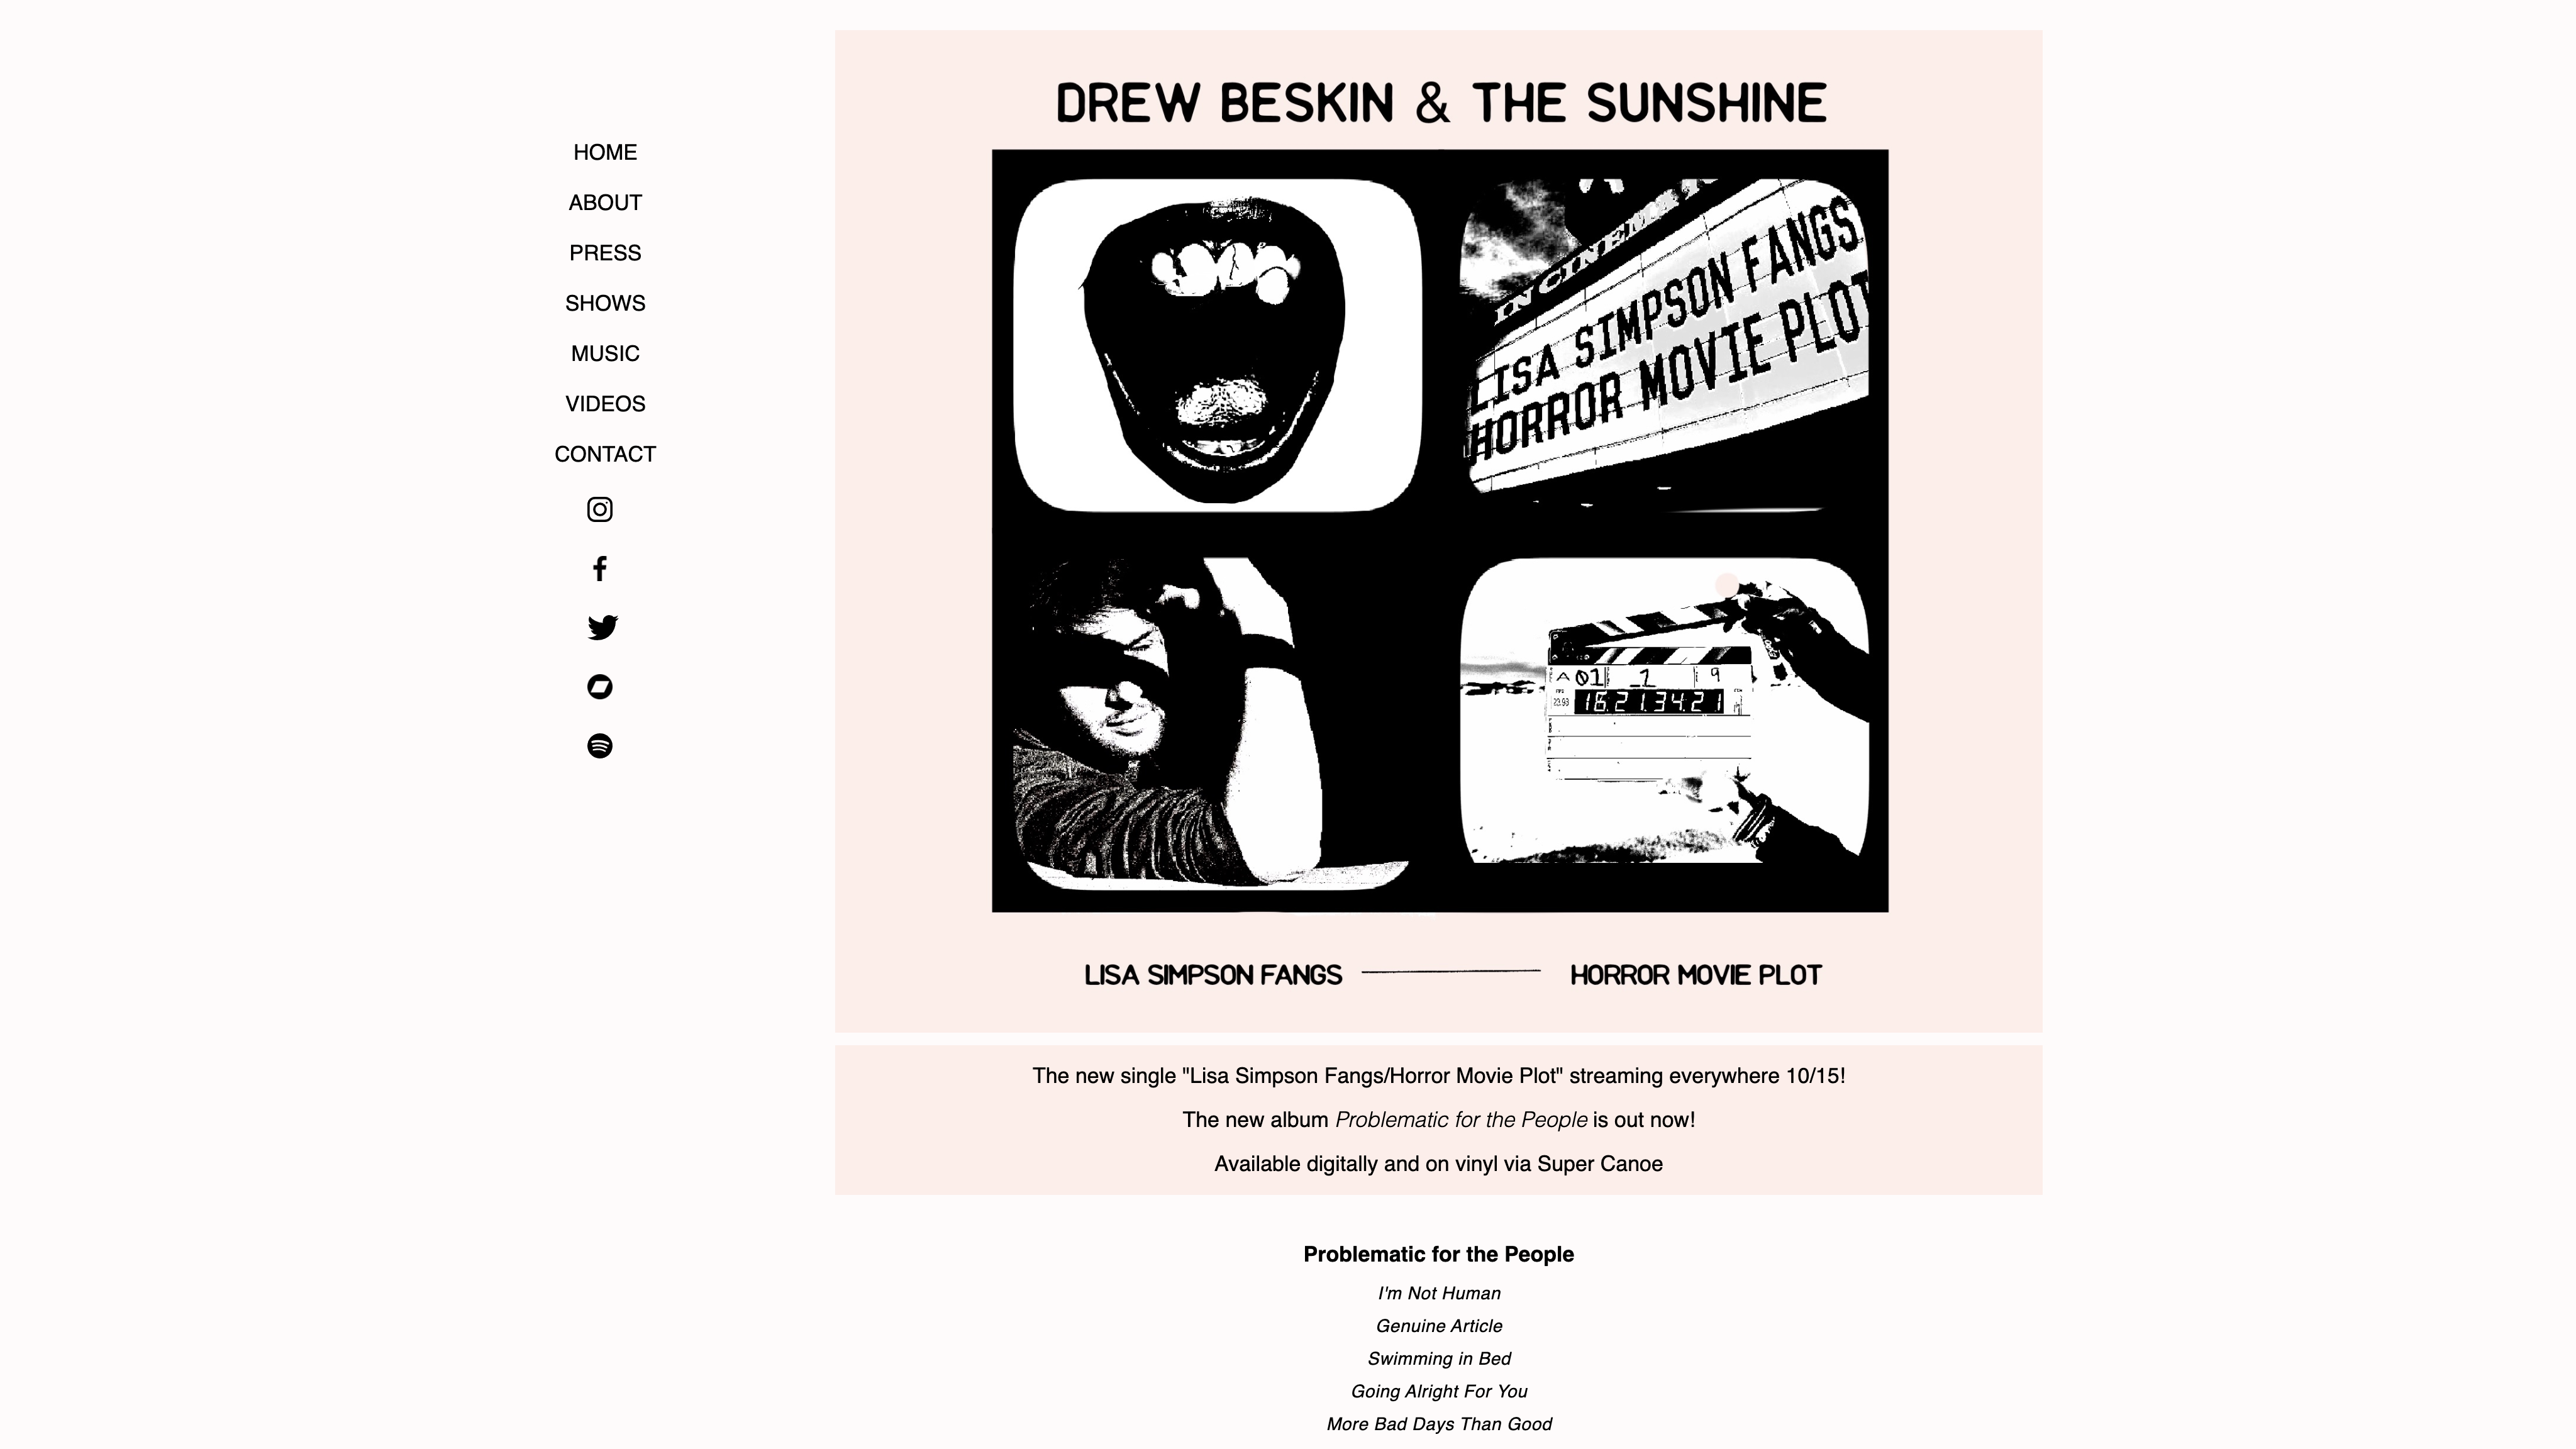 HOME
ABOUT
PRESS
SHOWS
MUSIC
VIDEOS
CONTACT
DREW BESKIN & THE SUNSHINE
IN CINEMA
LISA SIMPSON FANGS
HORROR MOVIE PLOT
A 01 1 9
23.98 16.21.34.21
LISA SIMPSON FANGS
HORROR MOVIE PLOT
The new single "Lisa Simpson Fangs/Horror Movie Plot" streaming everywhere 10/15!
The new album Problematic for the People is out now!
Available digitally and on vinyl via Super Canoe
Problematic for the People
I'm Not Human
Genuine Article
Swimming in Bed
Going Alright For You
More Bad Days Than Good